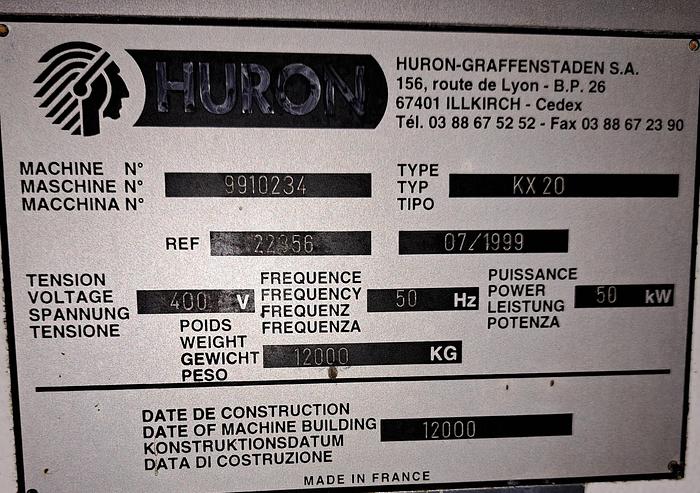 HURON
HURON-GRAFFENSTADEN S.A.
156, route de Lyon - B.P. 26
67401 ILLKIRCH - Cedex
Tél. 03 88 67 52 52 - Fax 03 88 67 23 90
MACHINE N°
MASCHINE N°
MACCHINA N°
9910234
TYPE
TYP
TIPO
KX 20
REF 22356
07/1999
TENSION
VOLTAGE
SPANNUNG
TENSIONE
400 V
FREQUENCE
FREQUENCY
FREQUENZ
FREQUENZA
50 Hz
PUISSANCE
POWER
LEISTUNG
POTENZA
50 kW
POIDS
WEIGHT
GEWICHT
PESO
12000 KG
DATE DE CONSTRUCTION
DATE OF MACHINE BUILDING
KONSTRUKTIONSDATUM
DATA DI COSTRUZIONE
12000
MADE IN FRANCE